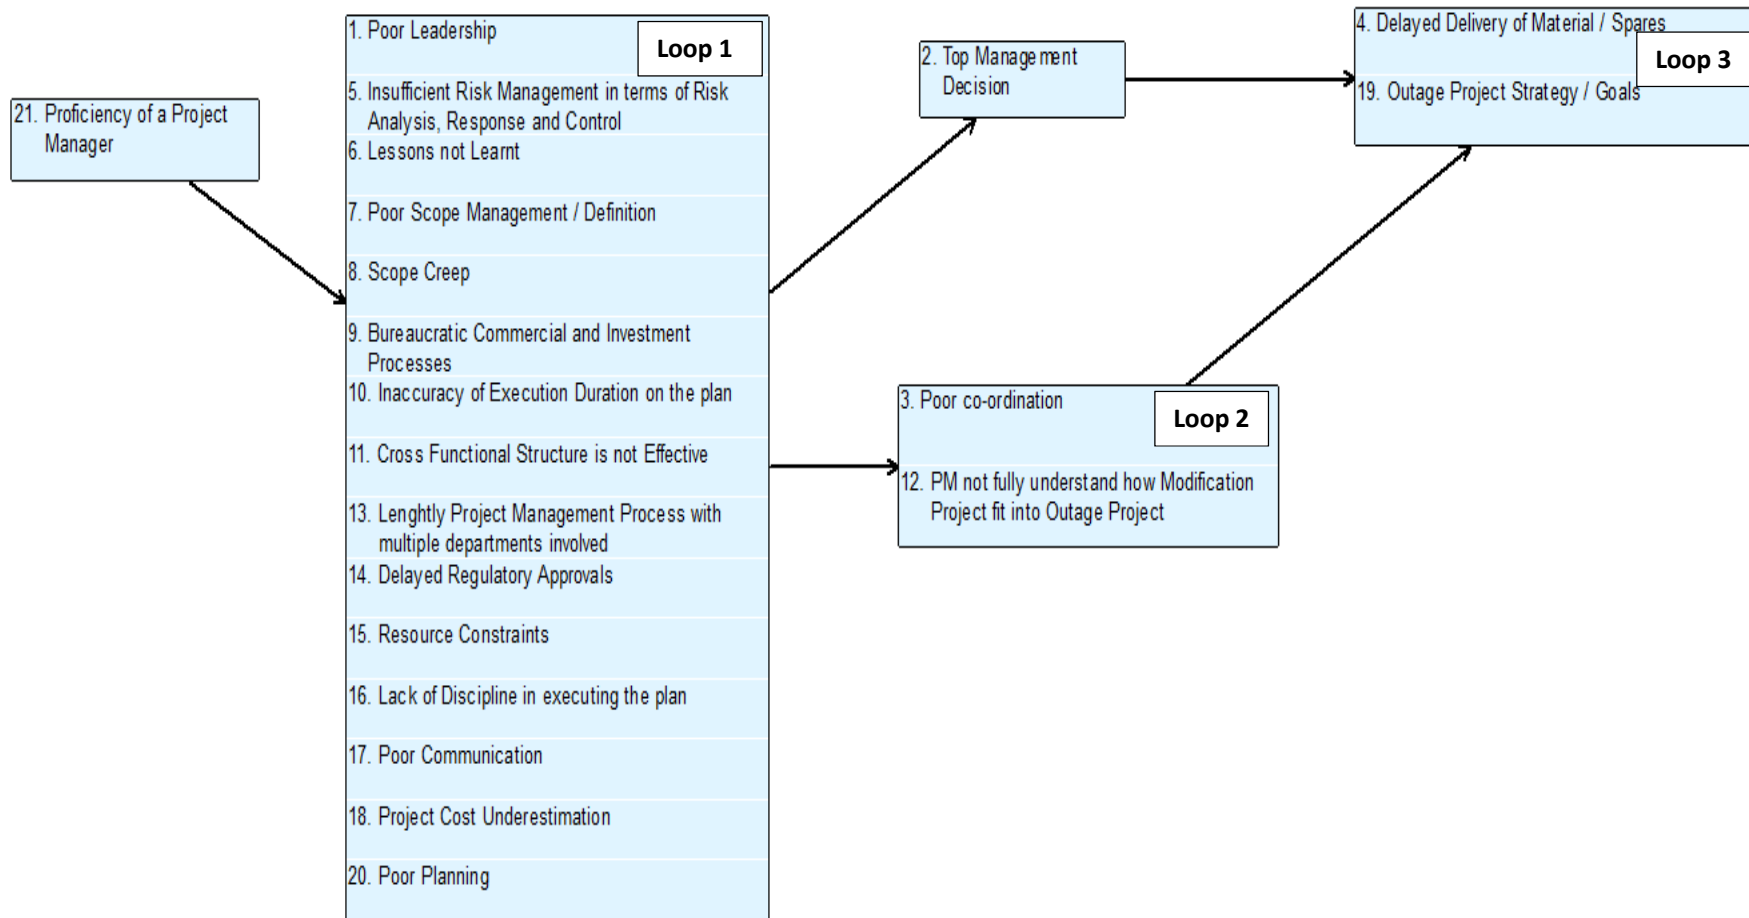 21. Proficiency of a Project
Manager
1. Poor Leadership
Loop 1
5. Insufficient Risk Management in terms of Risk
Analysis, Response and Control
6. Lessons not Learnt
7. Poor Scope Management / Definition
8. Scope Creep
9. Bureaucratic Commercial and Investment
Processes
10. Inaccuracy of Execution Duration on the plan
11. Cross Functional Structure is not Effective
13. Lenghtly Project Management Process with
multiple departments involved
14. Delayed Regulatory Approvals
15. Resource Constraints
16. Lack of Discipline in executing the plan
17. Poor Communication
18. Project Cost Underestimation
20. Poor Planning
2. Top Management
Decision
3. Poor co-ordination
Loop 2
12. PM not fully understand how Modification
Project fit into Outage Project
4. Delayed Delivery of Material / Spares
Loop 3
19. Outage Project Strategy / Goals